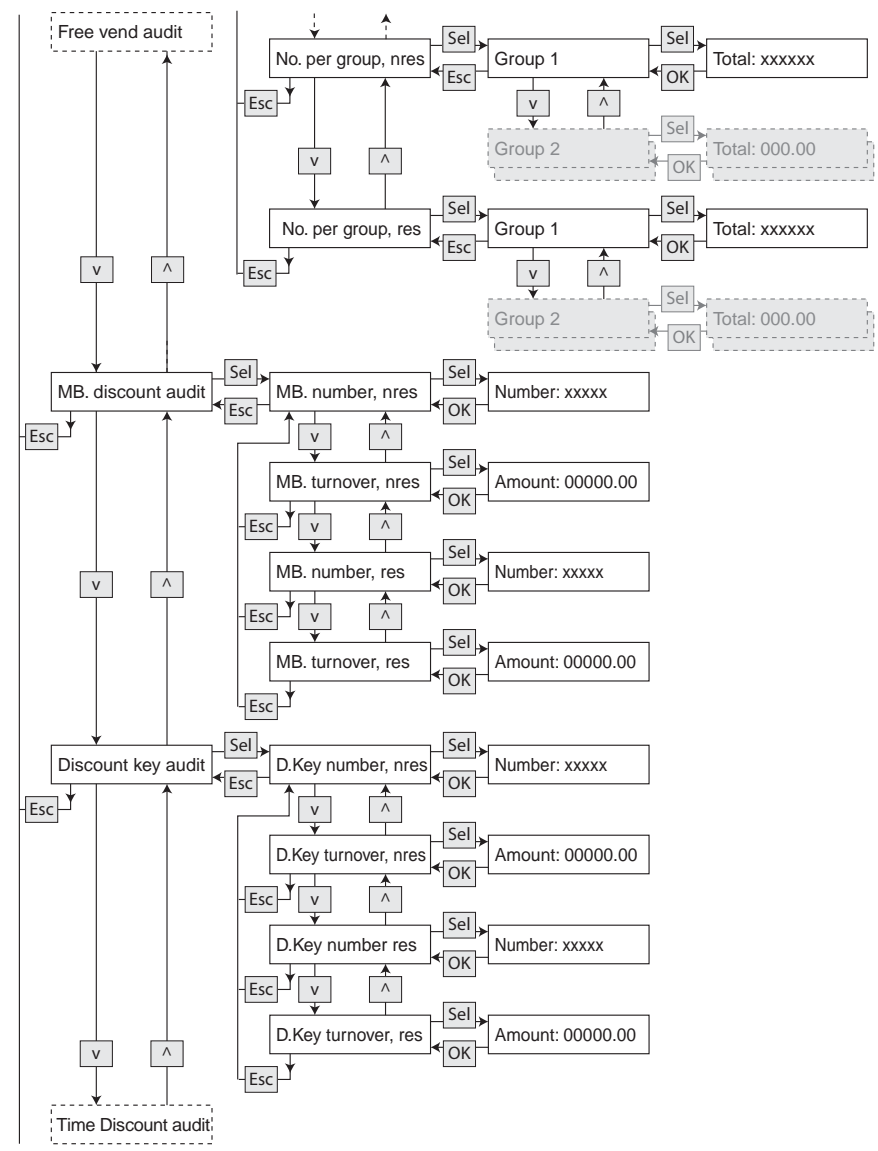 Free vend audit
No. per group, nres
Sel
Esc
Group 1
Sel
OK
Total: xxxxxx
Esc
v
^
v
^
Group 2
Sel
OK
Total: 000.00
No. per group, res
Sel
Esc
Group 1
Sel
OK
Total: xxxxxx
v
^
Esc
v
^
Group 2
Sel
OK
Total: 000.00
MB. discount audit
Sel
Esc
MB. number, nres
Sel
OK
Number: xxxxx
Esc
v
^
MB. turnover, nres
Sel
OK
Amount: 00000.00
Esc
v
^
MB. number, res
Sel
OK
Number: xxxxx
v
^
Esc
v
^
MB. turnover, res
Sel
OK
Amount: 00000.00
Esc
Discount key audit
Sel
Esc
D.Key number, nres
Sel
OK
Number: xxxxx
Esc
v
^
D.Key turnover, nres
Sel
OK
Amount: 00000.00
Esc
v
^
D.Key number res
Sel
OK
Number: xxxxx
Esc
v
^
D.Key turnover, res
Sel
OK
Amount: 00000.00
v
^
Esc
Time Discount audit